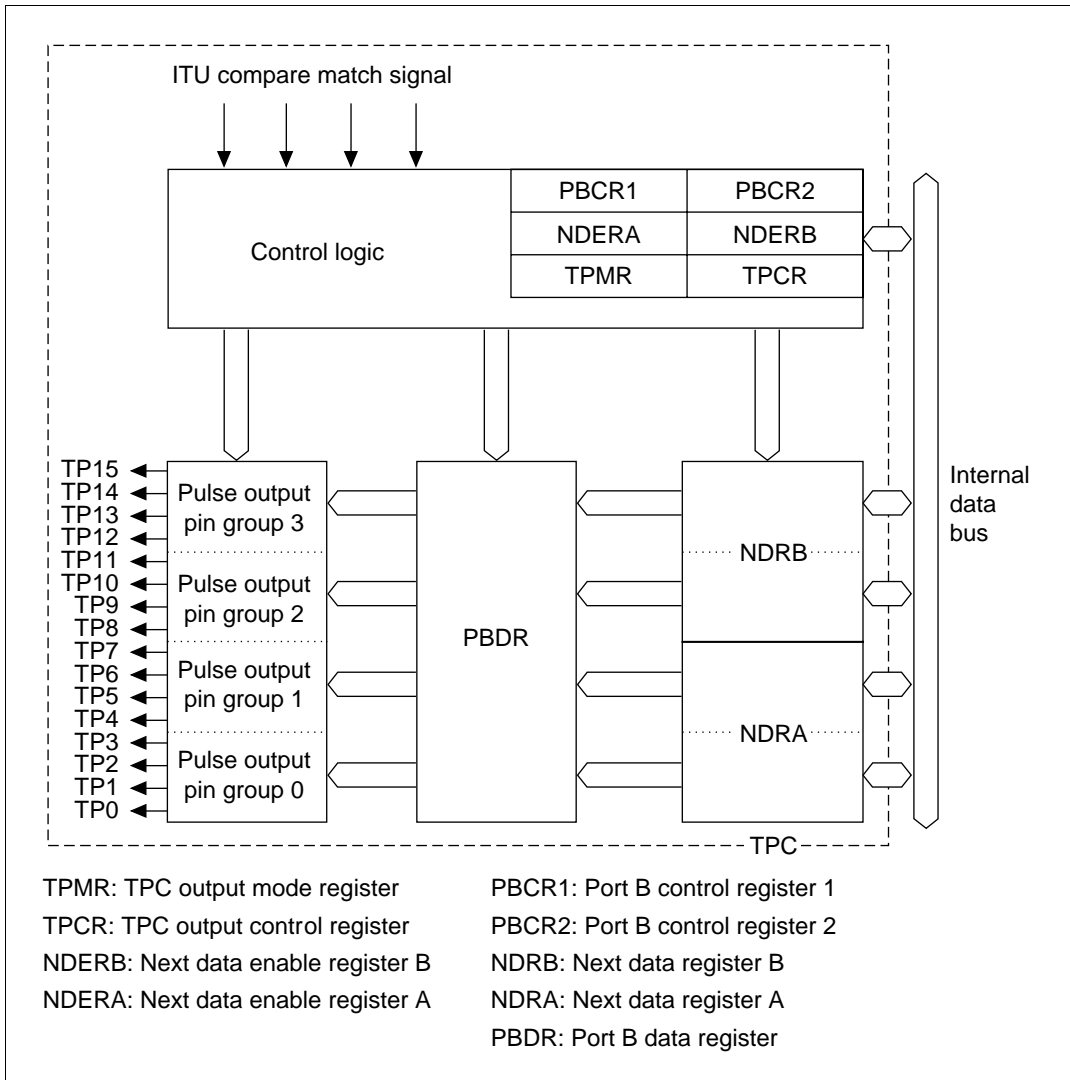 ITU compare match signal
PBCR1
PBCR2
Control logic
NDERA
NDERB
TPMR
TPCR
TP15
TP14
TP13
TP12
TP11
TP10
TP9
TP8
TP7
TP6
TP5
TP4
TP3
TP2
TP1
TP0
Pulse output
pin group 3
Pulse output
pin group 2
Pulse output
pin group 1
Pulse output
pin group 0
PBDR
NDRB
NDRA
Internal
data
bus
TPC
TPMR: TPC output mode register
TPCR: TPC output control register
NDERB: Next data enable register B
NDERA: Next data enable register A
PBCR1: Port B control register 1
PBCR2: Port B control register 2
NDRB: Next data register B
NDRA: Next data register A
PBDR: Port B data register